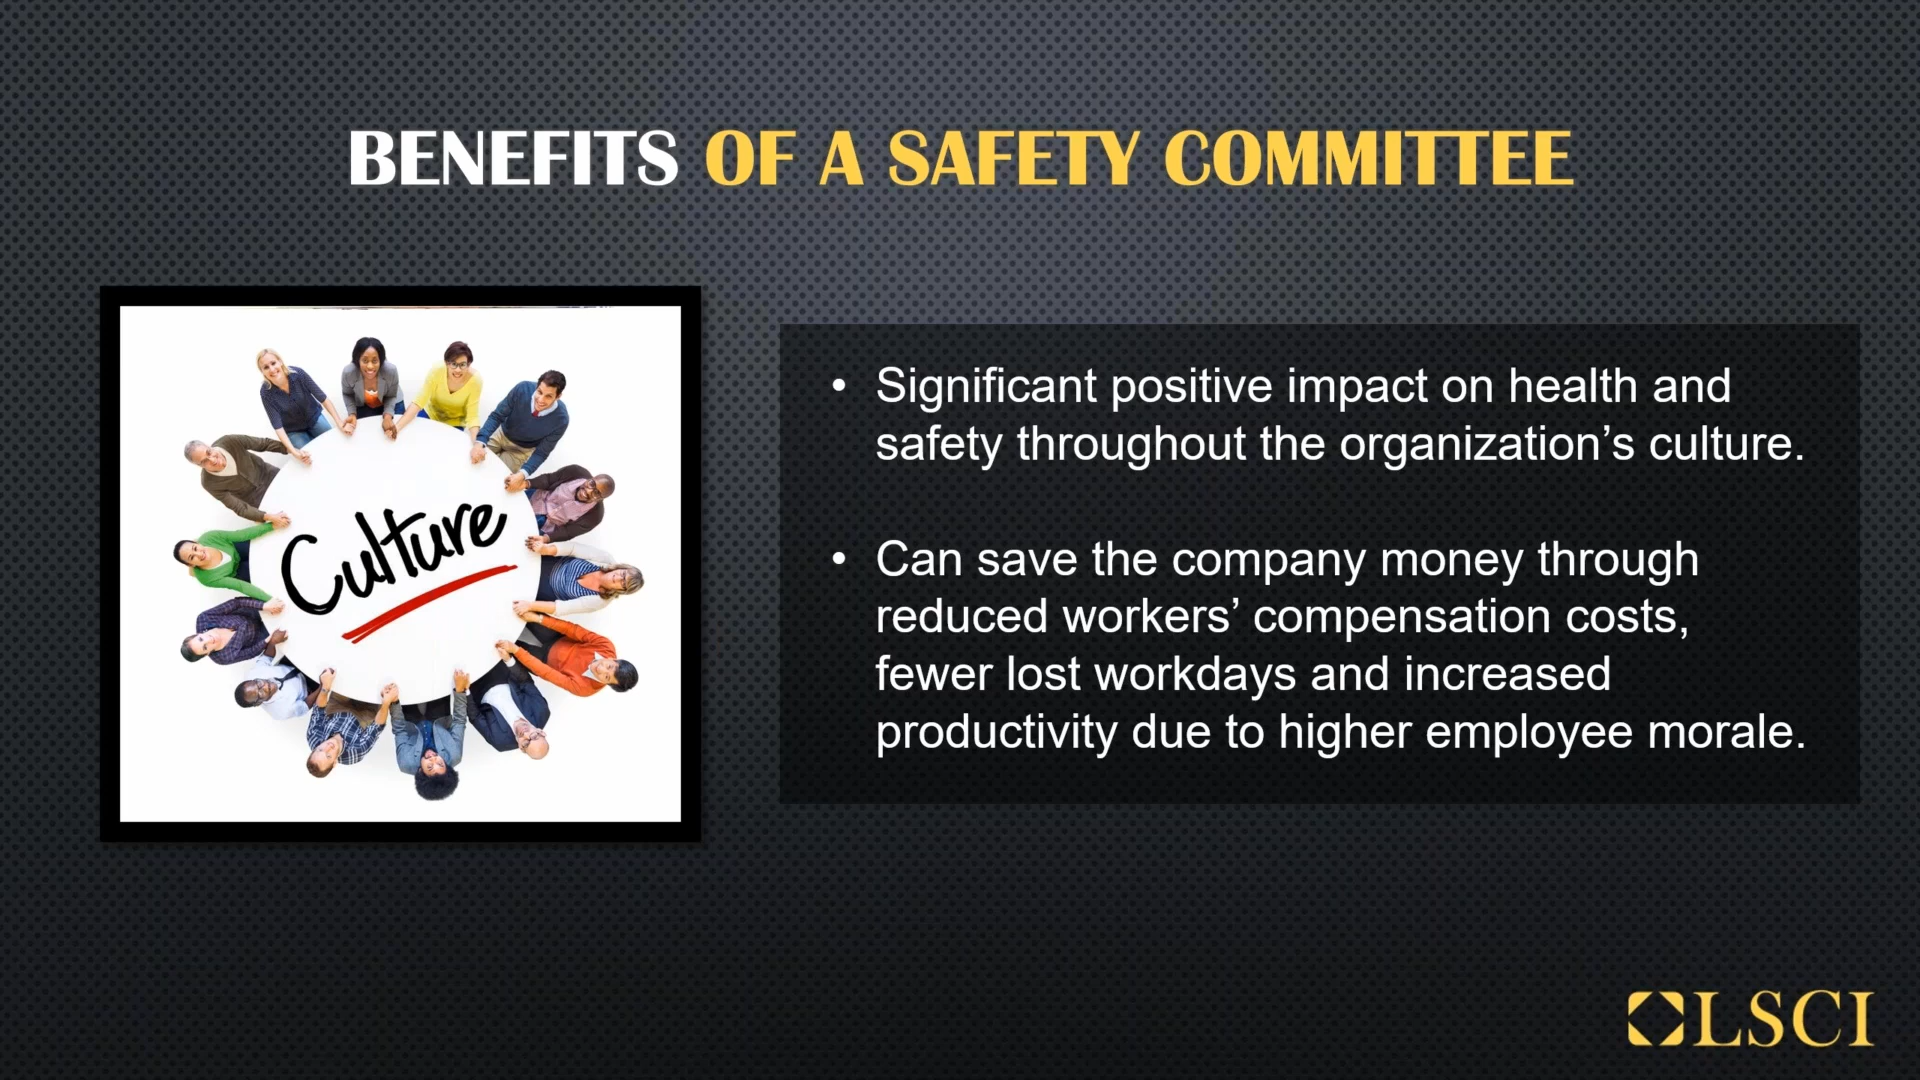 BENEFITS OF A SAFETY COMMITTEE
Culture
• Significant positive impact on health and
safety throughout the organization’s culture.
• Can save the company money through
reduced workers’ compensation costs,
fewer lost workdays and increased
productivity due to higher employee morale.
LSCI